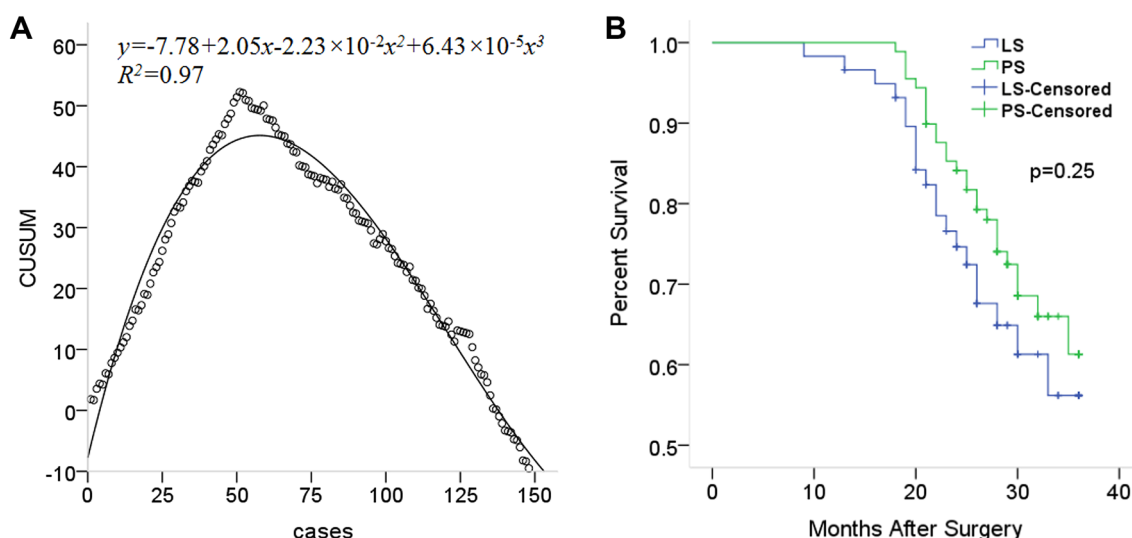 A
y=-7.78+2.05x-2.23×10⁻²x²+6.43×10⁻⁵x³
R²=0.97
60
50
40
30
20
10
0
-10
CUSUM
0 25 50 75 100 125 150
cases
B
LS
PS
LS-Censored
PS-Censored
p=0.25
1.0
0.9
0.8
0.7
0.6
0.5
Percent Survival
0 10 20 30 40
Months After Surgery